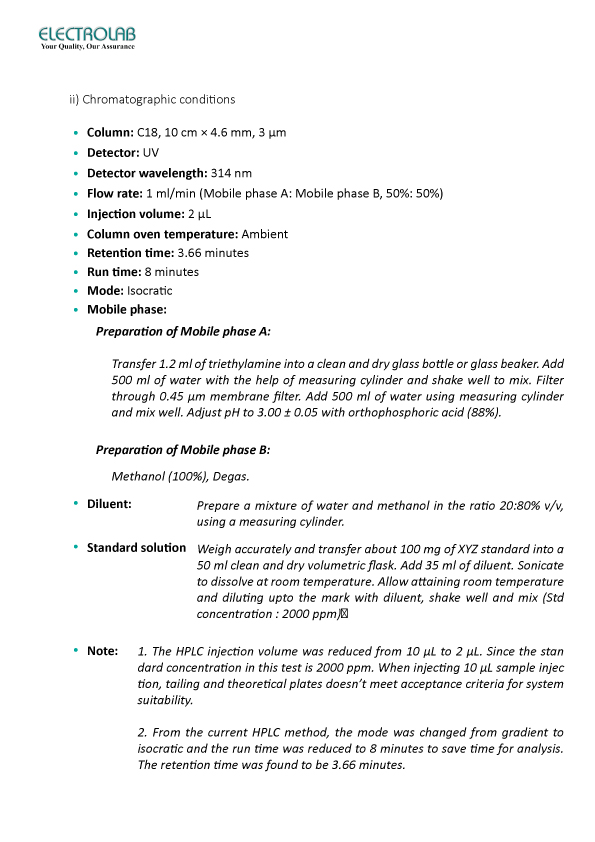 ELECTROLAB
Your Quality, Our Assurance
ii) Chromatographic conditions
• Column: C18, 10 cm × 4.6 mm, 3 µm
• Detector: UV
• Detector wavelength: 314 nm
• Flow rate: 1 ml/min (Mobile phase A: Mobile phase B, 50%: 50%)
• Injection volume: 2 µL
• Column oven temperature: Ambient
• Retention time: 3.66 minutes
• Run time: 8 minutes
• Mode: Isocratic
• Mobile phase:
Preparation of Mobile phase A:
Transfer 1.2 ml of triethylamine into a clean and dry glass bottle or glass beaker. Add
500 ml of water with the help of measuring cylinder and shake well to mix. Filter
through 0.45 µm membrane filter. Add 500 ml of water using measuring cylinder
and mix well. Adjust pH to 3.00 ± 0.05 with orthophosphoric acid (88%).
Preparation of Mobile phase B:
Methanol (100%), Degas.
• Diluent: Prepare a mixture of water and methanol in the ratio 20:80% v/v,
using a measuring cylinder.
• Standard solution Weigh accurately and transfer about 100 mg of XYZ standard into a
50 ml clean and dry volumetric flask. Add 35 ml of diluent. Sonicate
to dissolve at room temperature. Allow attaining room temperature
and diluting upto the mark with diluent, shake well and mix (Std
concentration : 2000 ppm)
• Note: 1. The HPLC injection volume was reduced from 10 µL to 2 µL. Since the stan
dard concentration in this test is 2000 ppm. When injecting 10 µL sample injec
tion, tailing and theoretical plates doesn’t meet acceptance criteria for system
suitability.
2. From the current HPLC method, the mode was changed from gradient to
isocratic and the run time was reduced to 8 minutes to save time for analysis.
The retention time was found to be 3.66 minutes.